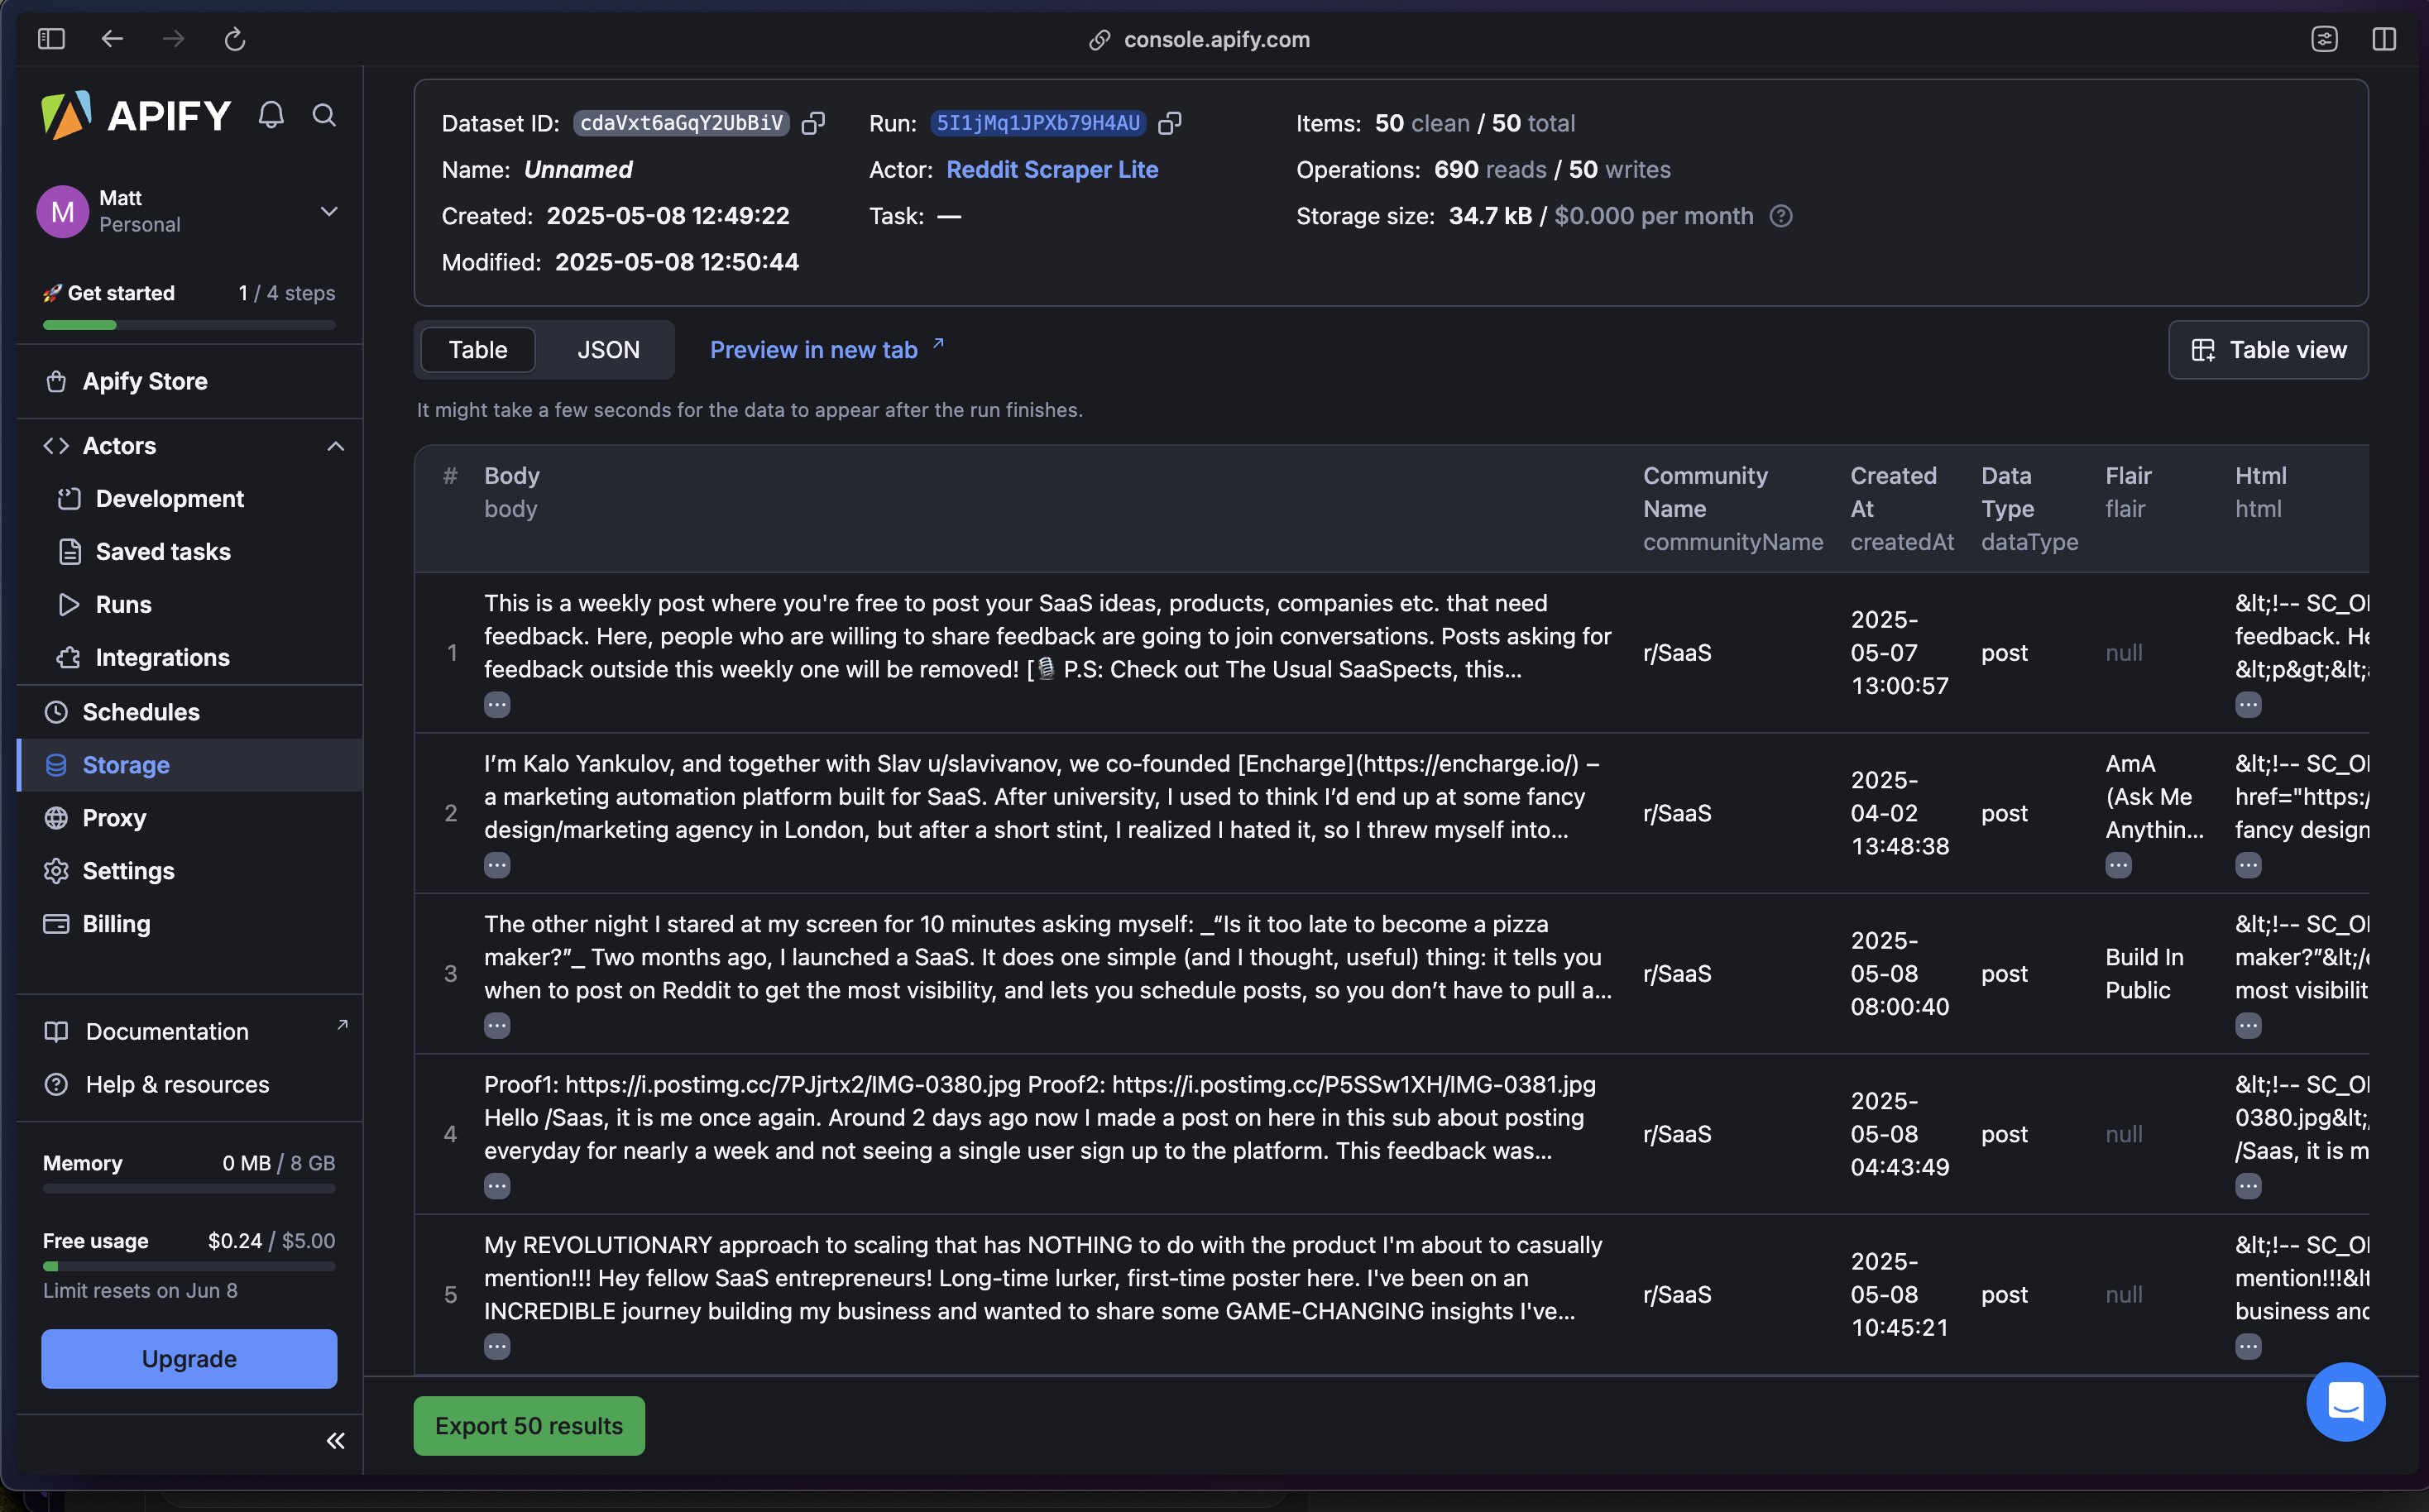 console.apify.com
APIFY
M
Matt
Personal
🚀 Get started 1 / 4 steps
Apify Store
Actors
Development
Saved tasks
Runs
Integrations
Schedules
Storage
Proxy
Settings
Billing
Documentation
Help & resources
Memory 0 MB / 8 GB
Free usage $0.24 / $5.00
Limit resets on Jun 8
Upgrade
Dataset ID: cdaVxt6aGqY2UbBiV
Name: Unnamed
Created: 2025-05-08 12:49:22
Modified: 2025-05-08 12:50:44
Run: 5I1jMq1JPXb79H4AU
Actor: Reddit Scraper Lite
Task: —
Items: 50 clean / 50 total
Operations: 690 reads / 50 writes
Storage size: 34.7 kB / $0.000 per month
Table JSON Preview in new tab
Table view
It might take a few seconds for the data to appear after the run finishes.
#
Body
body
Community
Name
communityName
Created
At
createdAt
Data
Type
dataType
Flair
flair
Html
html
1
This is a weekly post where you're free to post your SaaS ideas, products, companies etc. that need
feedback. Here, people who are willing to share feedback are going to join conversations. Posts asking for
feedback outside this weekly one will be removed! [🎙️ P.S: Check out The Usual SaaSpects, this...
r/SaaS
2025-
05-07
13:00:57
post
null
&lt;!-- SC_O
feedback. He
&lt;p&gt;&lt;
2
I’m Kalo Yankulov, and together with Slav u/slavivanov, we co-founded [Encharge](https://encharge.io/) –
a marketing automation platform built for SaaS. After university, I used to think I’d end up at some fancy
design/marketing agency in London, but after a short stint, I realized I hated it, so I threw myself into...
r/SaaS
2025-
04-02
13:48:38
post
AmA
(Ask Me
Anythin...
&lt;!-- SC_O
href="https:/
fancy design
3
The other night I stared at my screen for 10 minutes asking myself: _“Is it too late to become a pizza
maker?”_ Two months ago, I launched a SaaS. It does one simple (and I thought, useful) thing: it tells you
when to post on Reddit to get the most visibility, and lets you schedule posts, so you don’t have to pull a...
r/SaaS
2025-
05-08
08:00:40
post
Build In
Public
&lt;!-- SC_O
maker?”&lt;/e
most visibilit
4
Proof1: https://i.postimg.cc/7PJjrtx2/IMG-0380.jpg Proof2: https://i.postimg.cc/P5SSw1XH/IMG-0381.jpg
Hello /Saas, it is me once again. Around 2 days ago now I made a post on here in this sub about posting
everyday for nearly a week and not seeing a single user sign up to the platform. This feedback was...
r/SaaS
2025-
05-08
04:43:49
post
null
&lt;!-- SC_O
0380.jpg&lt;
/Saas, it is m
5
My REVOLUTIONARY approach to scaling that has NOTHING to do with the product I'm about to casually
mention!!! Hey fellow SaaS entrepreneurs! Long-time lurker, first-time poster here. I've been on an
INCREDIBLE journey building my business and wanted to share some GAME-CHANGING insights I've...
r/SaaS
2025-
05-08
10:45:21
post
null
&lt;!-- SC_O
mention!!!&lt
business and
Export 50 results